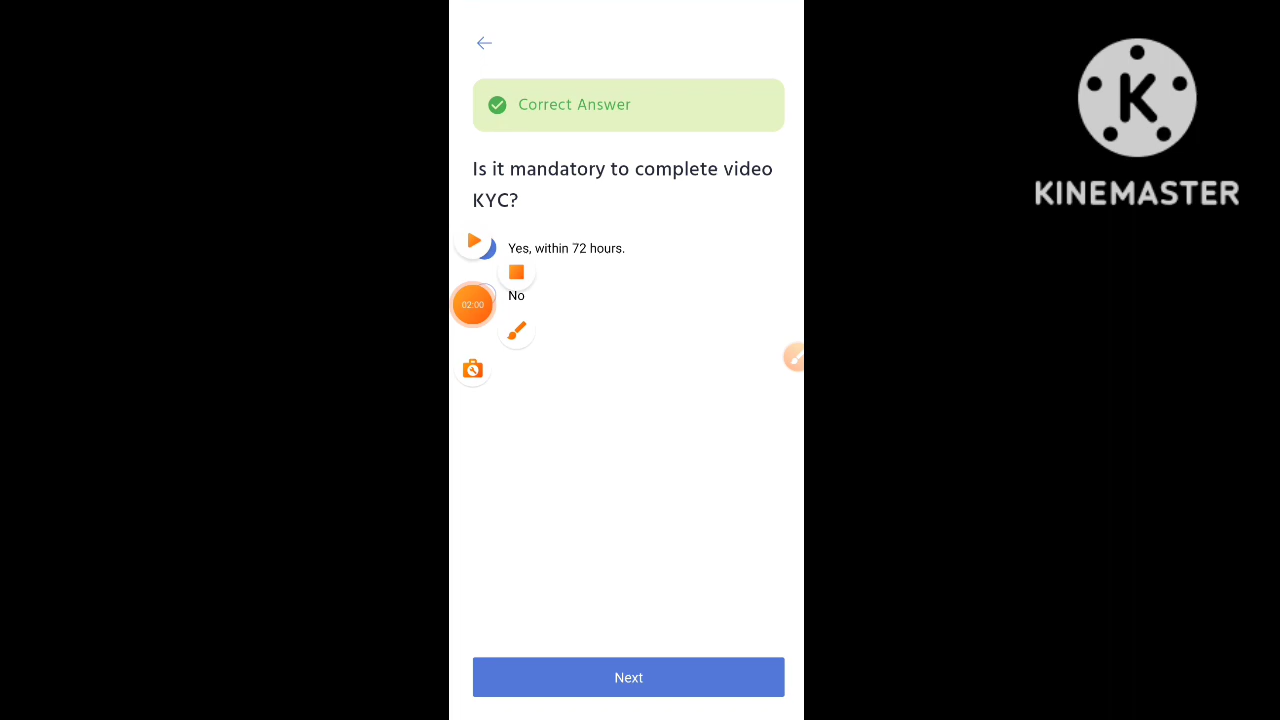 Correct Answer
Is it mandatory to complete video
KYC?
Yes, within 72 hours.
No
02:00
Next
K
KINEMASTER